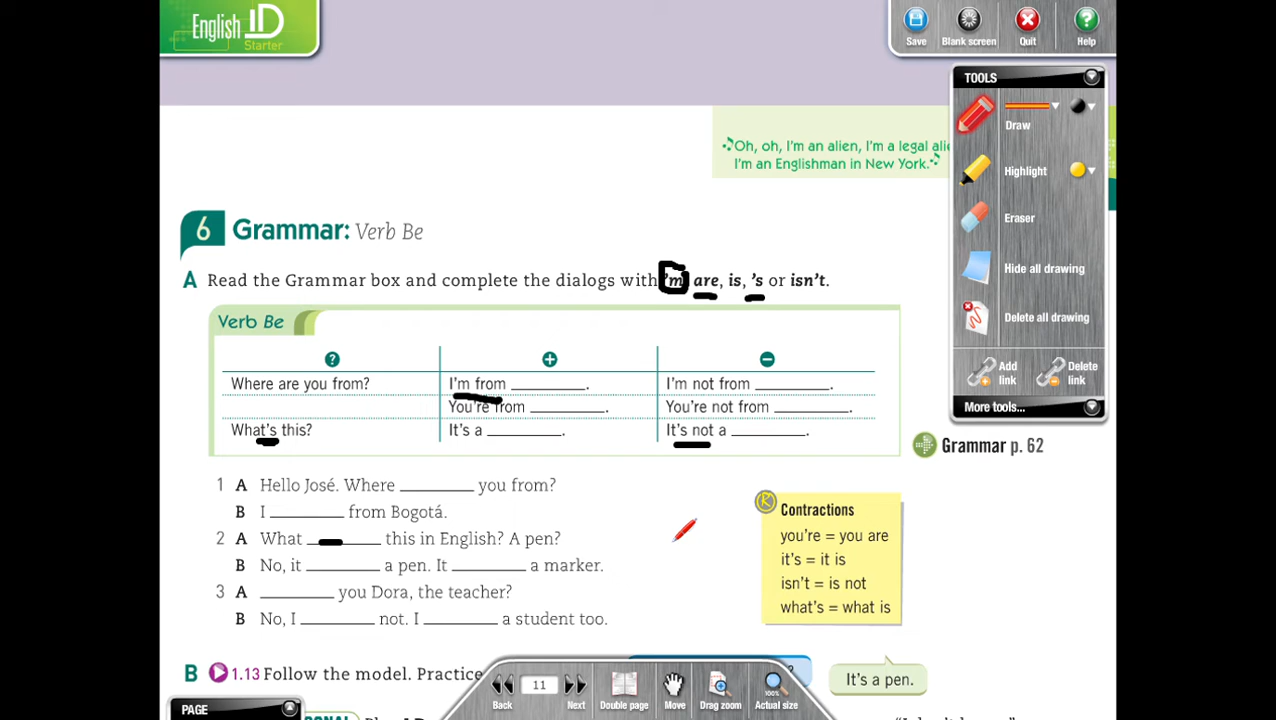 English iD
Starter
Save Blank screen Quit Help
TOOLS
Draw
Highlight
Eraser
Hide all drawing
Delete all drawing
Add link Delete link
More tools...
Oh, oh, I'm an alien, I'm a legal alie
I'm an Englishman in New York.
6 Grammar: Verb Be
A Read the Grammar box and complete the dialogs with 'm are, is, 's or isn't.
Verb Be
? + −
Where are you from? I'm from ________. I'm not from ________.
You're from ________. You're not from ________.
What's this? It's a ________. It's not a ________.
Grammar p. 62
1 A Hello José. Where ________ you from?
B I ________ from Bogotá.
2 A What ________ this in English? A pen?
B No, it ________ a pen. It ________ a marker.
3 A ________ you Dora, the teacher?
B No, I ________ not. I ________ a student too.
Contractions
you're = you are
it's = it is
isn't = is not
what's = what is
B 1.13 Follow the model. Practice
It's a pen.
Back 11 Next Double page Move Drag zoom 100% Actual size
PAGE